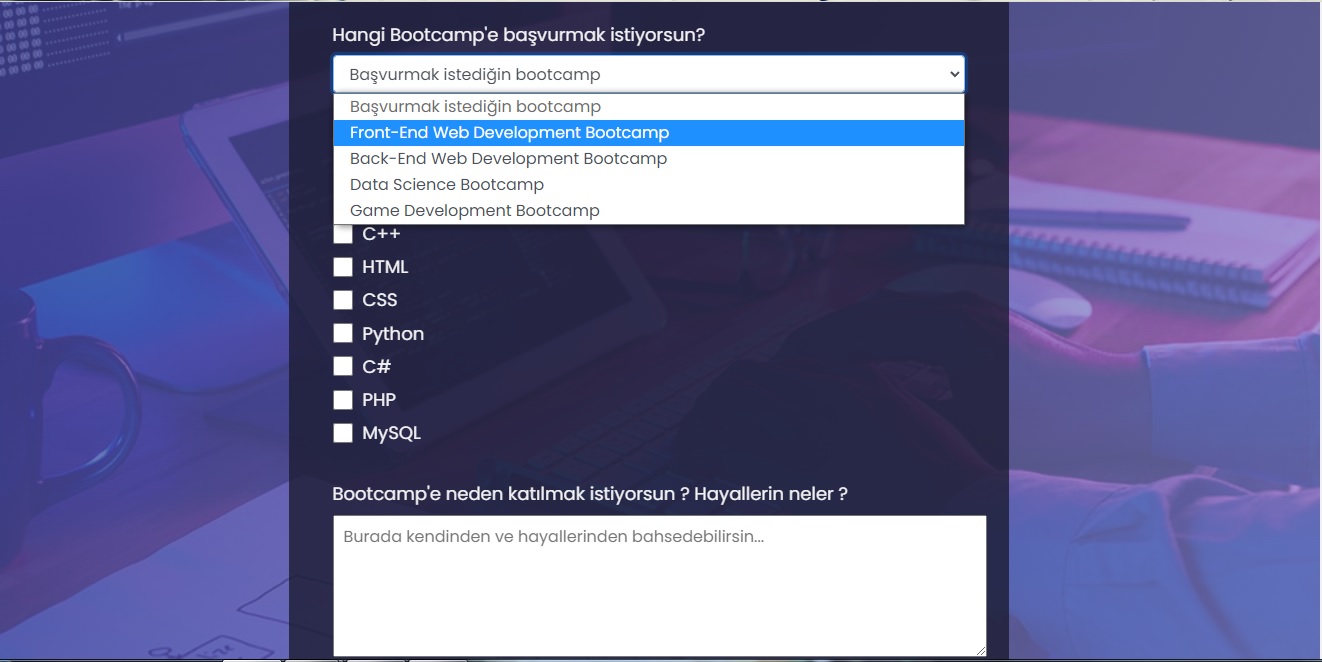 Hangi Bootcamp'e başvurmak istiyorsun?
Başvurmak istediğin bootcamp
Başvurmak istediğin bootcamp
Front-End Web Development Bootcamp
Back-End Web Development Bootcamp
Data Science Bootcamp
Game Development Bootcamp
C++
HTML
CSS
Python
C#
PHP
MySQL
Bootcamp'e neden katılmak istiyorsun ? Hayallerin neler ?
Burada kendinden ve hayallerinden bahsedebilirsin...